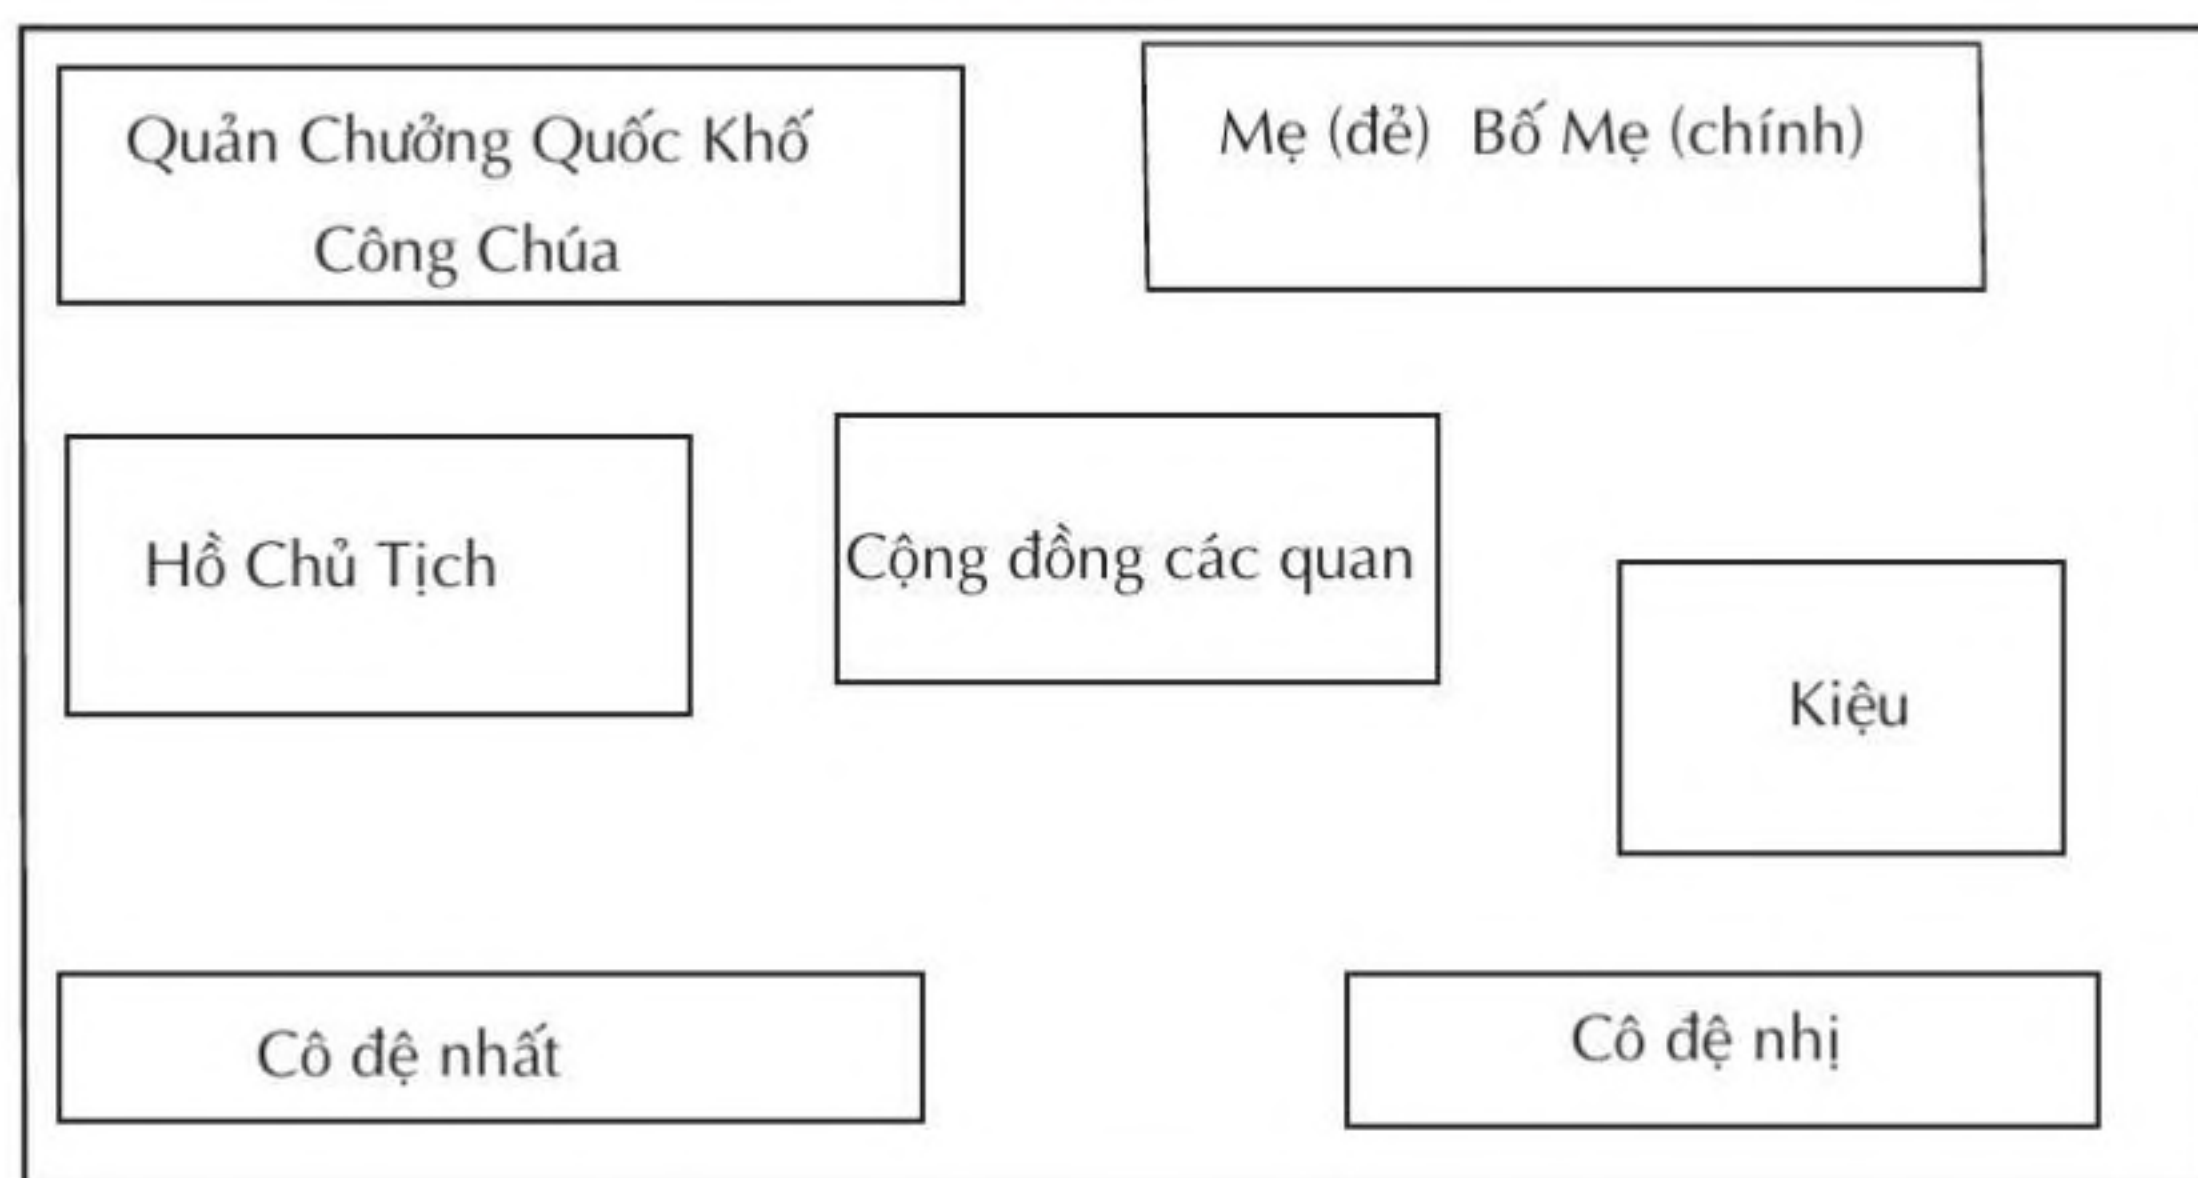 Quản Chưởng Quốc Khố
Công Chúa
Mẹ (đẻ) Bố Mẹ (chính)
Hồ Chủ Tịch
Cộng đồng các quan
Kiệu
Cô đệ nhất
Cô đệ nhị